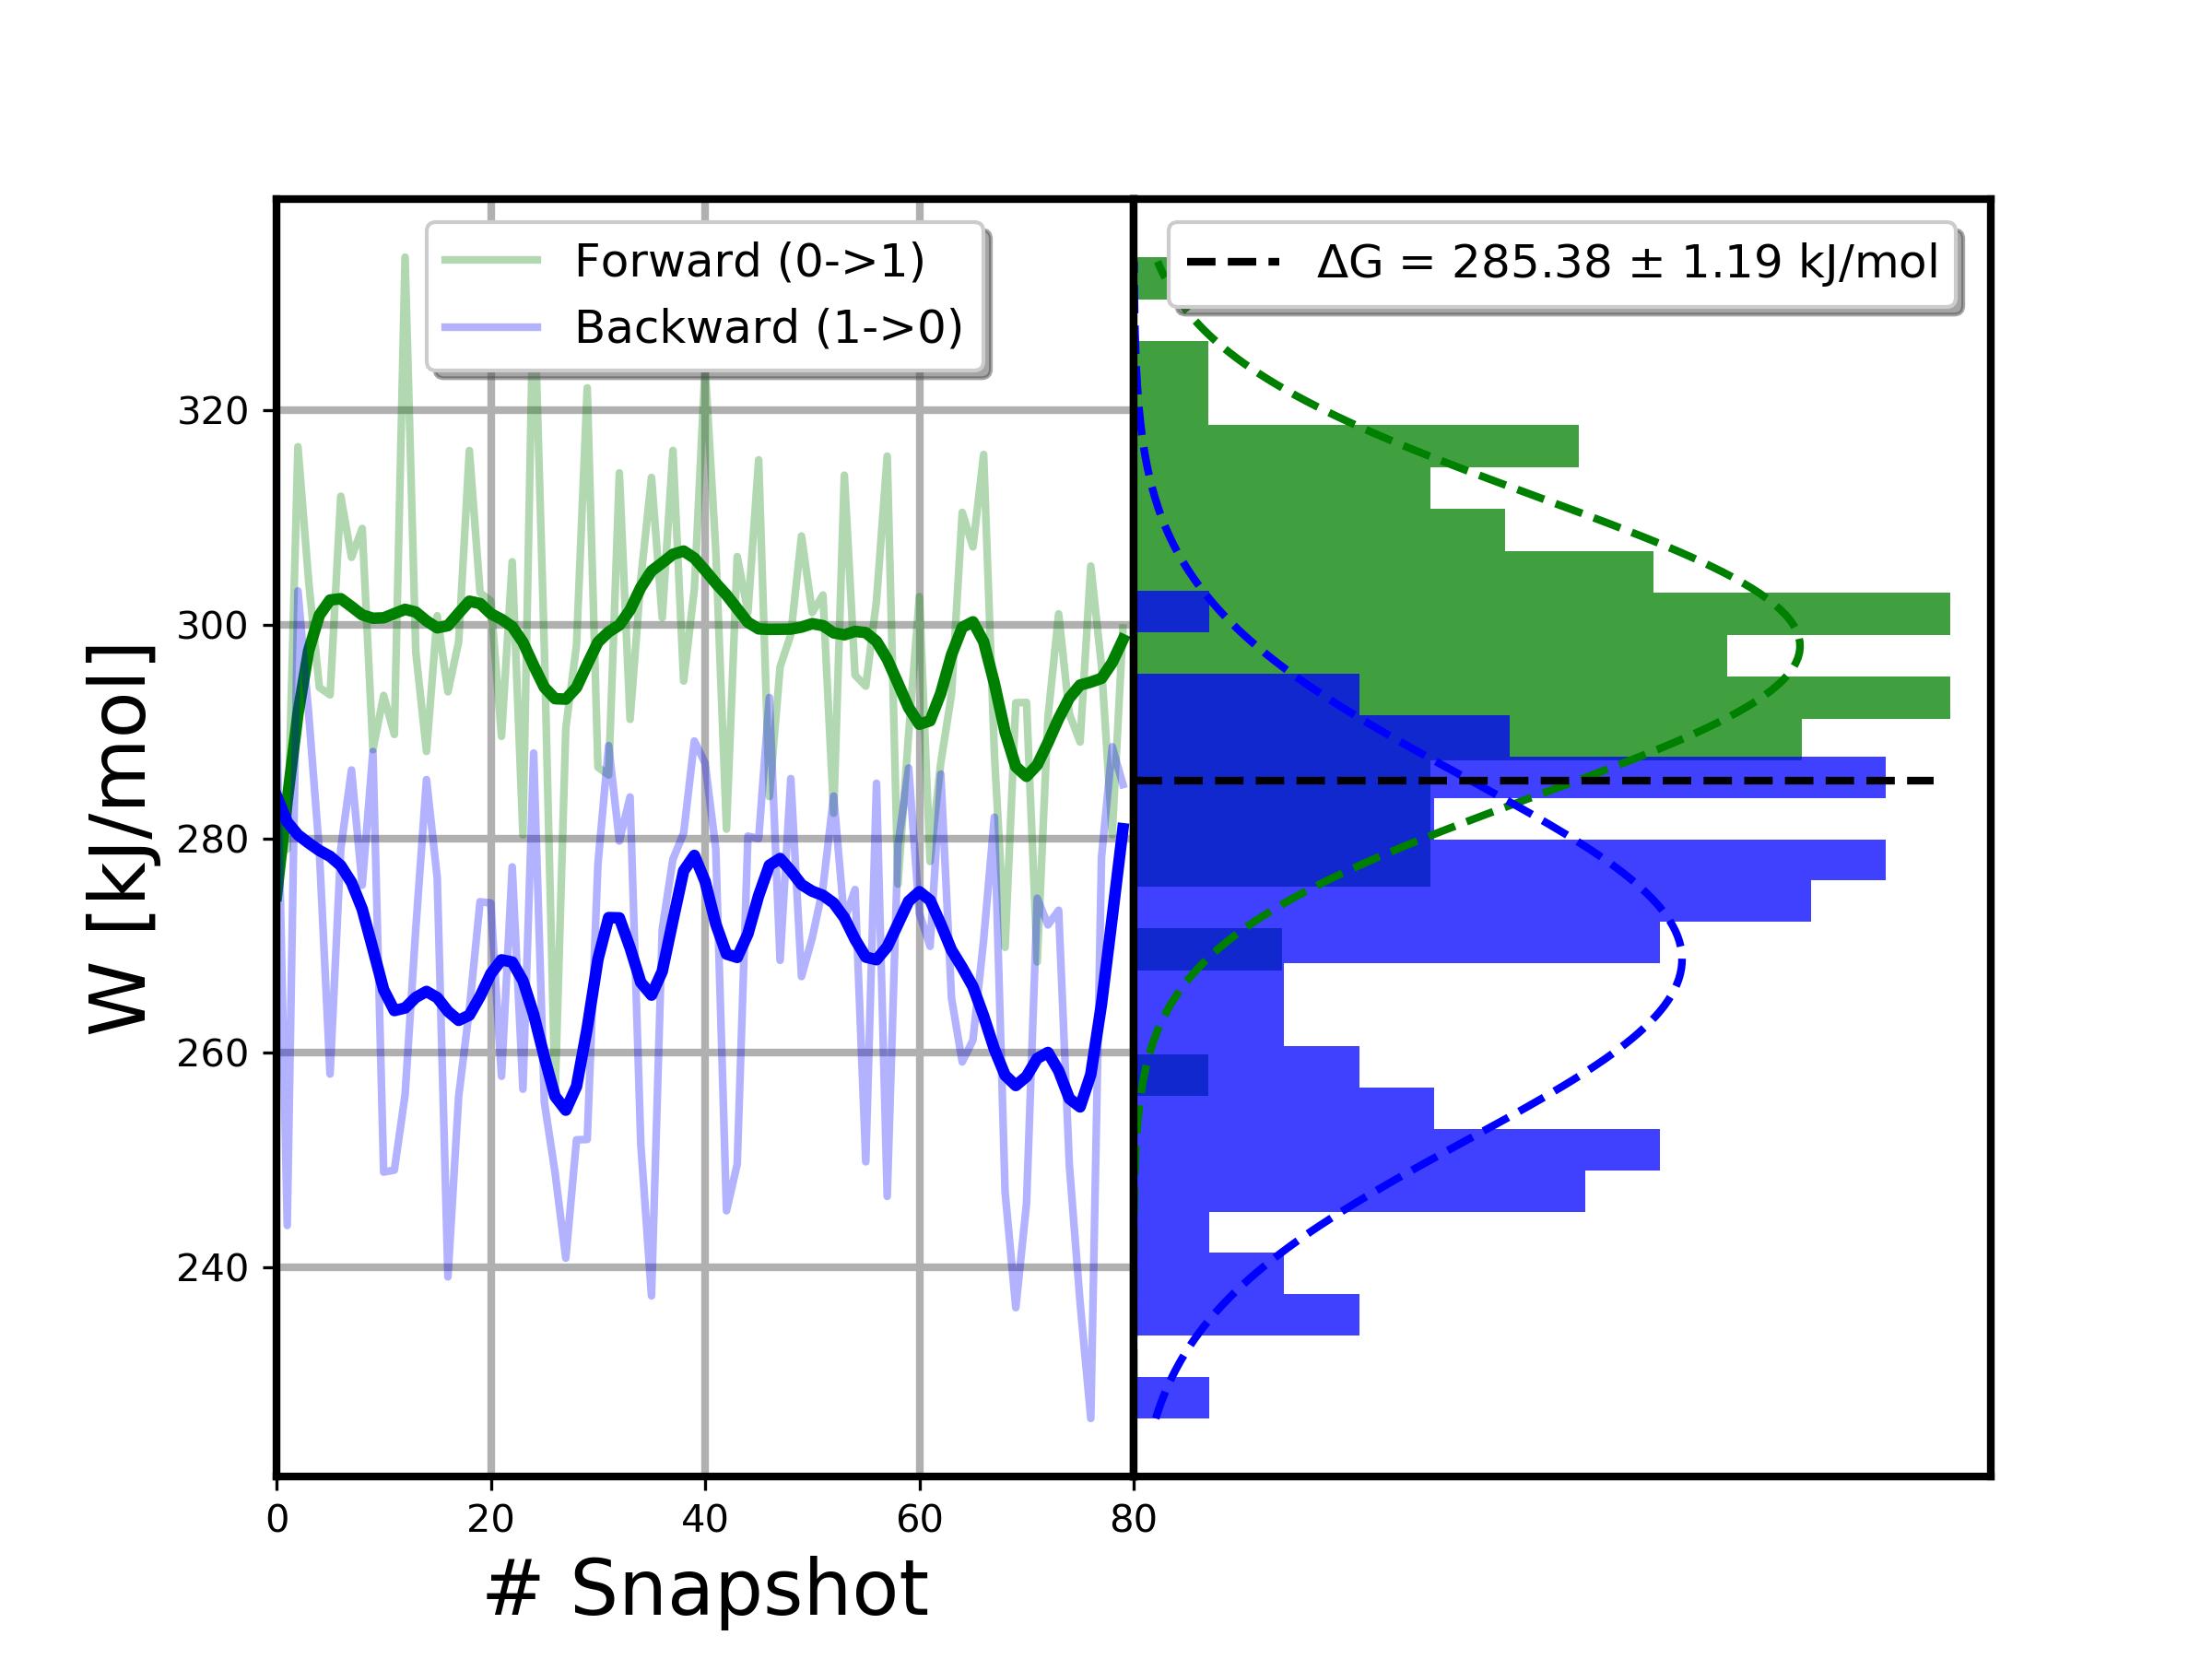 Forward (0->1)
Backward (1->0)
ΔG = 285.38 ± 1.19 kJ/mol
W [kJ/mol]
320
300
280
260
240
0 20 40 60 80
# Snapshot